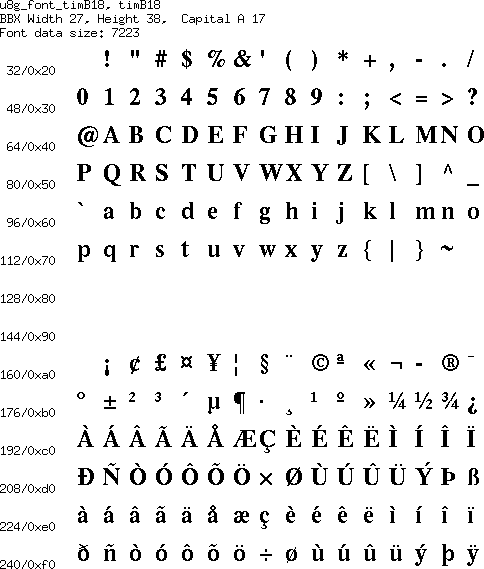 u8g_font_timB18, timB18
BBX Width 27, Height 38, Capital A 17
Font data size: 7223
32/0x20 ! " # $ % & ' ( ) * + , - . /
48/0x30 0 1 2 3 4 5 6 7 8 9 : ; < = > ?
64/0x40 @ A B C D E F G H I J K L M N O
80/0x50 P Q R S T U V W X Y Z [ \ ] ^ _
96/0x60 ` a b c d e f g h i j k l m n o
112/0x70 p q r s t u v w x y z { | } ~
128/0x80
144/0x90
160/0xa0 ¡ ¢ £ ¤ ¥ ¦ § ¨ © ª « ¬ - ® ¯
176/0xb0 ° ± ² ³ ´ µ ¶ · ¸ ¹ º » ¼ ½ ¾ ¿
192/0xc0 À Á Â Ã Ä Å Æ Ç È É Ê Ë Ì Í Î Ï
208/0xd0 Ð Ñ Ò Ó Ô Õ Ö × Ø Ù Ú Û Ü Ý Þ ß
224/0xe0 à á â ã ä å æ ç è é ê ë ì í î ï
240/0xf0 ð ñ ò ó ô õ ö ÷ ø ù ú û ü ý þ ÿ